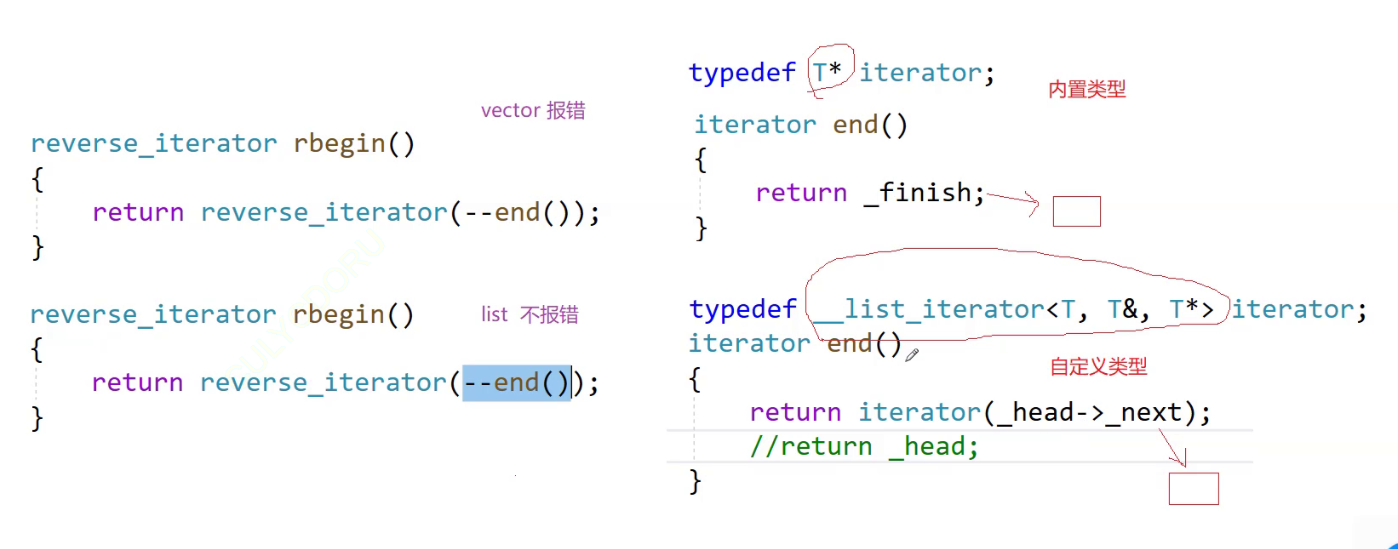 vector 报错
reverse_iterator rbegin()
{
return reverse_iterator(--end());
}
list 不报错
reverse_iterator rbegin()
{
return reverse_iterator(--end());
}
typedef T* iterator;
内置类型
iterator end()
{
return _finish;
}
typedef __list_iterator<T, T&, T*> iterator;
iterator end()
自定义类型
{
return iterator(_head->_next);
//return _head;
}